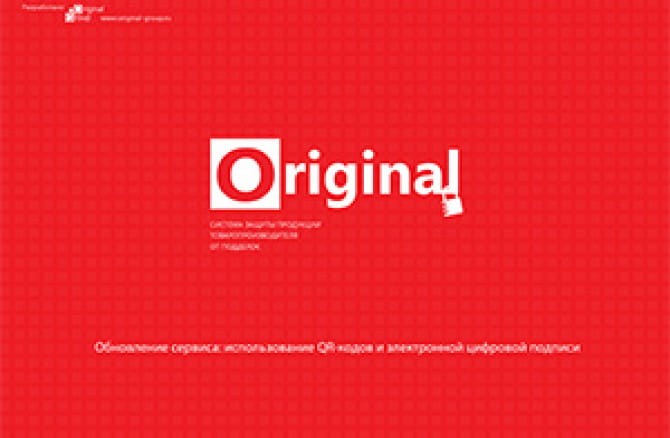 Разработано: Original Group www.original-group.ru
Original
СИСТЕМА ЗАЩИТЫ ПРОДУКЦИИ
ТОВАРОПРОИЗВОДИТЕЛЯ
ОТ ПОДДЕЛОК
Обновление сервиса: использование QR-кодов и электронной цифровой подписи